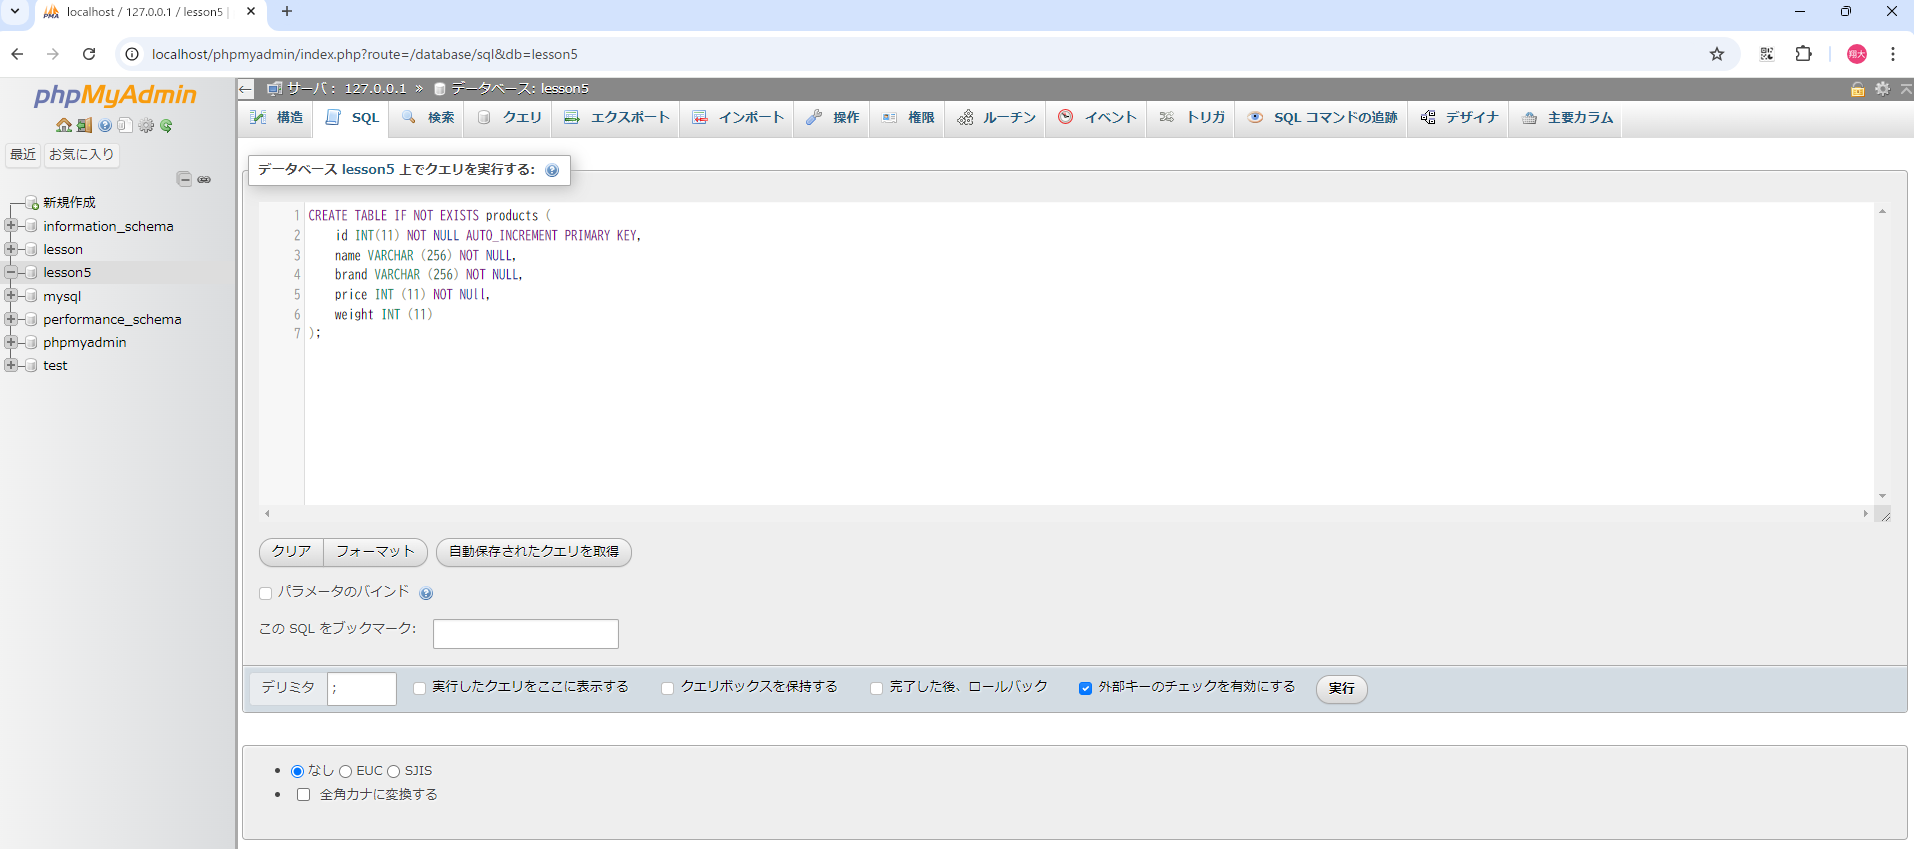 localhost / 127.0.0.1 / lesson5 |
localhost/phpmyadmin/index.php?route=/database/sql&db=lesson5
翔大
phpMyAdmin
最近 お気に入り
新規作成
information_schema
lesson
lesson5
mysql
performance_schema
phpmyadmin
test
サーバ： 127.0.0.1 » データベース: lesson5
構造 SQL 検索 クエリ エクスポート インポート 操作 権限 ルーチン イベント トリガ SQL コマンドの追跡 デザイナ 主要カラム
データベース lesson5 上でクエリを実行する:
1 CREATE TABLE IF NOT EXISTS products (
2 id INT(11) NOT NULL AUTO_INCREMENT PRIMARY KEY,
3 name VARCHAR (256) NOT NULL,
4 brand VARCHAR (256) NOT NULL,
5 price INT (11) NOT NUll,
6 weight INT (11)
7 );
クリア フォーマット 自動保存されたクエリを取得
パラメータのバインド
この SQL をブックマーク:
デリミタ ; 実行したクエリをここに表示する クエリボックスを保持する 完了した後、ロールバック 外部キーのチェックを有効にする 実行
なし EUC SJIS
全角カナに変換する